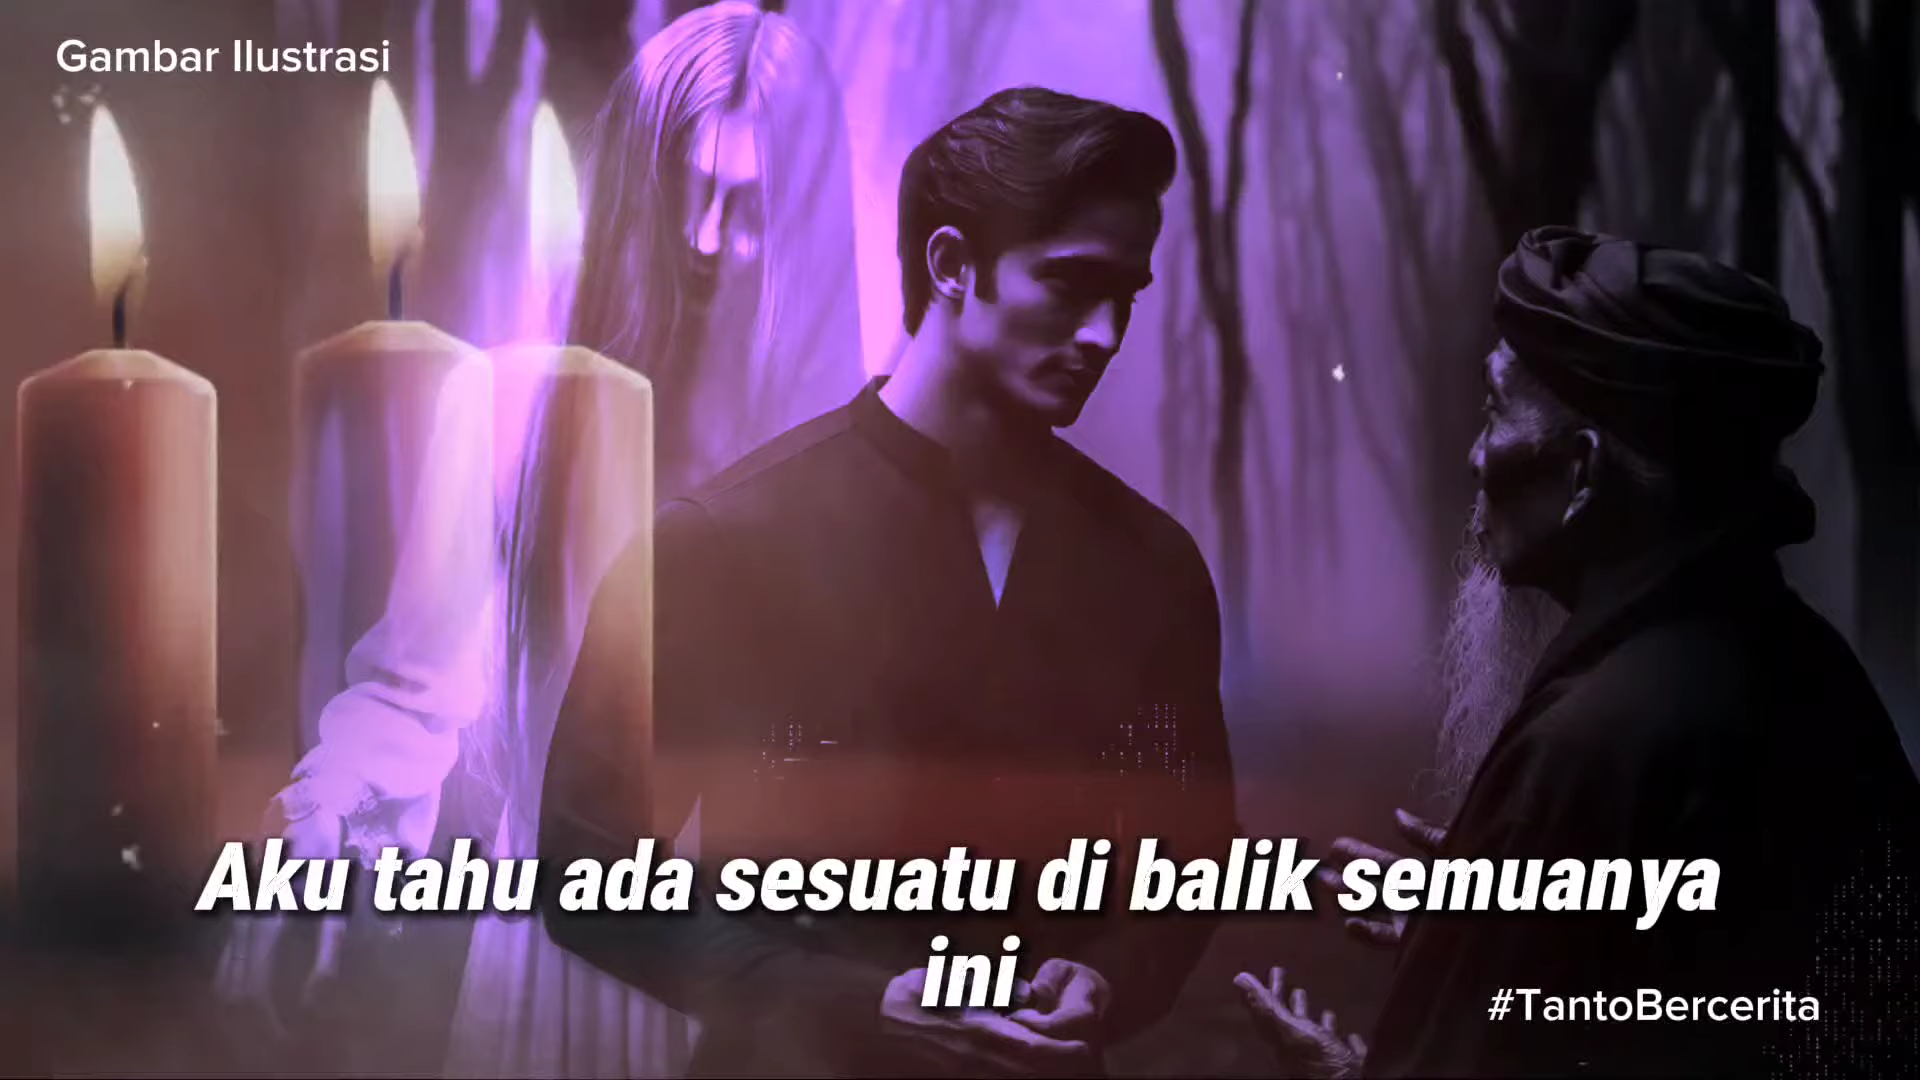 Gambar Ilustrasi
Aku tahu ada sesuatu di balik semuanya
ini
#TantoBercerita